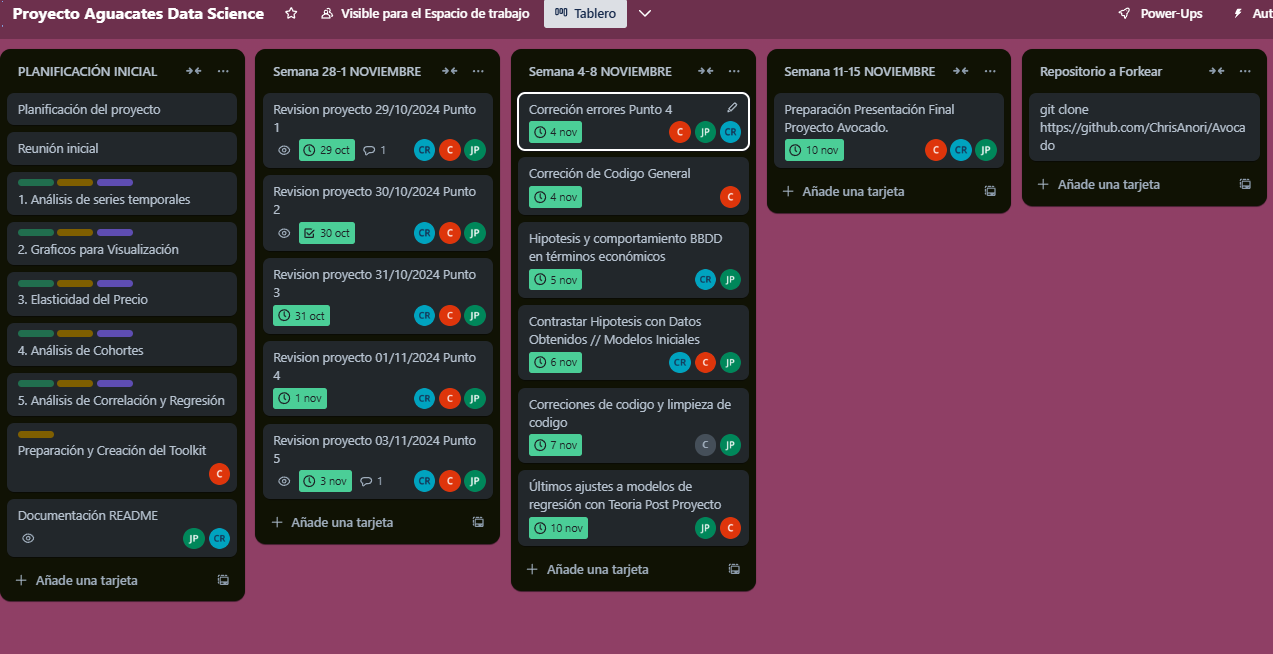 Proyecto Aguacates Data Science
Visible para el Espacio de trabajo
Tablero
Power-Ups
Aut
PLANIFICACIÓN INICIAL
Planificación del proyecto
Reunión inicial
1. Análisis de series temporales
2. Graficos para Visualización
3. Elasticidad del Precio
4. Análisis de Cohortes
5. Análisis de Correlación y Regresión
Preparación y Creación del Toolkit
C
Documentación README
JP CR
Añade una tarjeta
Semana 28-1 NOVIEMBRE
Revision proyecto 29/10/2024 Punto
1
29 oct 1 CR C JP
Revision proyecto 30/10/2024 Punto
2
30 oct CR C JP
Revision proyecto 31/10/2024 Punto
3
31 oct CR C JP
Revision proyecto 01/11/2024 Punto
4
1 nov CR C JP
Revision proyecto 03/11/2024 Punto
5
3 nov 1 CR C JP
Añade una tarjeta
Semana 4-8 NOVIEMBRE
Correción errores Punto 4
4 nov C JP CR
Correción de Codigo General
4 nov C
Hipotesis y comportamiento BBDD
en términos económicos
5 nov CR JP
Contrastar Hipotesis con Datos
Obtenidos // Modelos Iniciales
6 nov CR C JP
Correciones de codigo y limpieza de
codigo
7 nov C JP
Últimos ajustes a modelos de
regresión con Teoria Post Proyecto
10 nov JP C
Añade una tarjeta
Semana 11-15 NOVIEMBRE
Preparación Presentación Final
Proyecto Avocado.
10 nov C CR JP
Añade una tarjeta
Repositorio a Forkear
git clone
https://github.com/ChrisAnori/Avoca
do
Añade una tarjeta